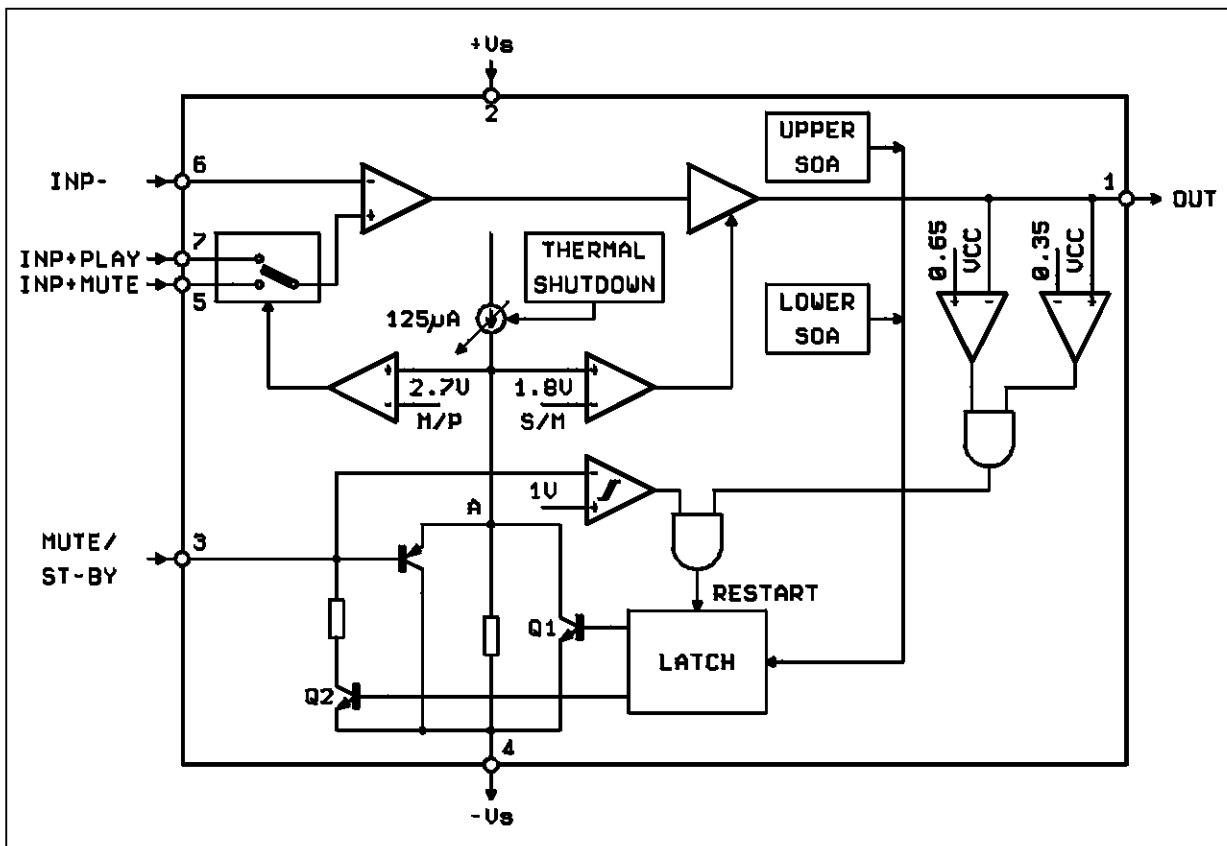 +Vs
2
UPPER
SOA
6
INP-
-
+
1
OUT
7
INP+PLAY
INP+MUTE
5
THERMAL
SHUTDOWN
0.65
VCC
0.35
VCC
+
-
-
+
125µA
LOWER
SOA
+
2.7V
-
M/P
+
1.8V
-
S/M
-
1V
+
A
MUTE/
ST-BY
3
RESTART
Q1
LATCH
Q2
4
-Vs